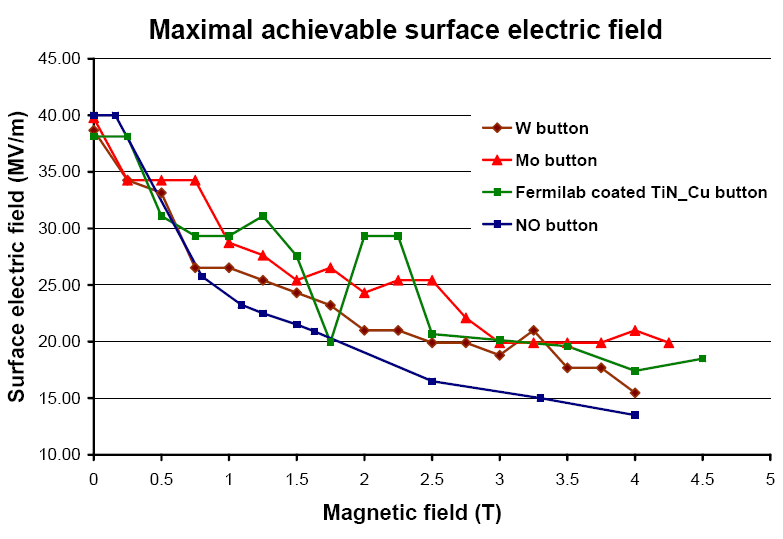 Maximal achievable surface electric field
Surface electric field (MV/m)
45.00
40.00
35.00
30.00
25.00
20.00
15.00
10.00
W button
Mo button
Fermilab coated TiN_Cu button
NO button
0 0.5 1 1.5 2 2.5 3 3.5 4 4.5 5
Magnetic field (T)